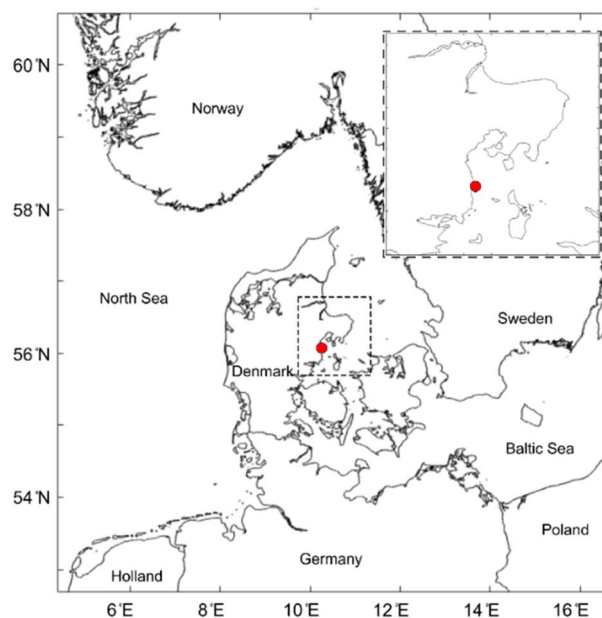 60°N
Norway
58°N
North Sea
Sweden
56°N
Denmark
Baltic Sea
54°N
Poland
Germany
Holland
6°E 8°E 10°E 12°E 14°E 16°E